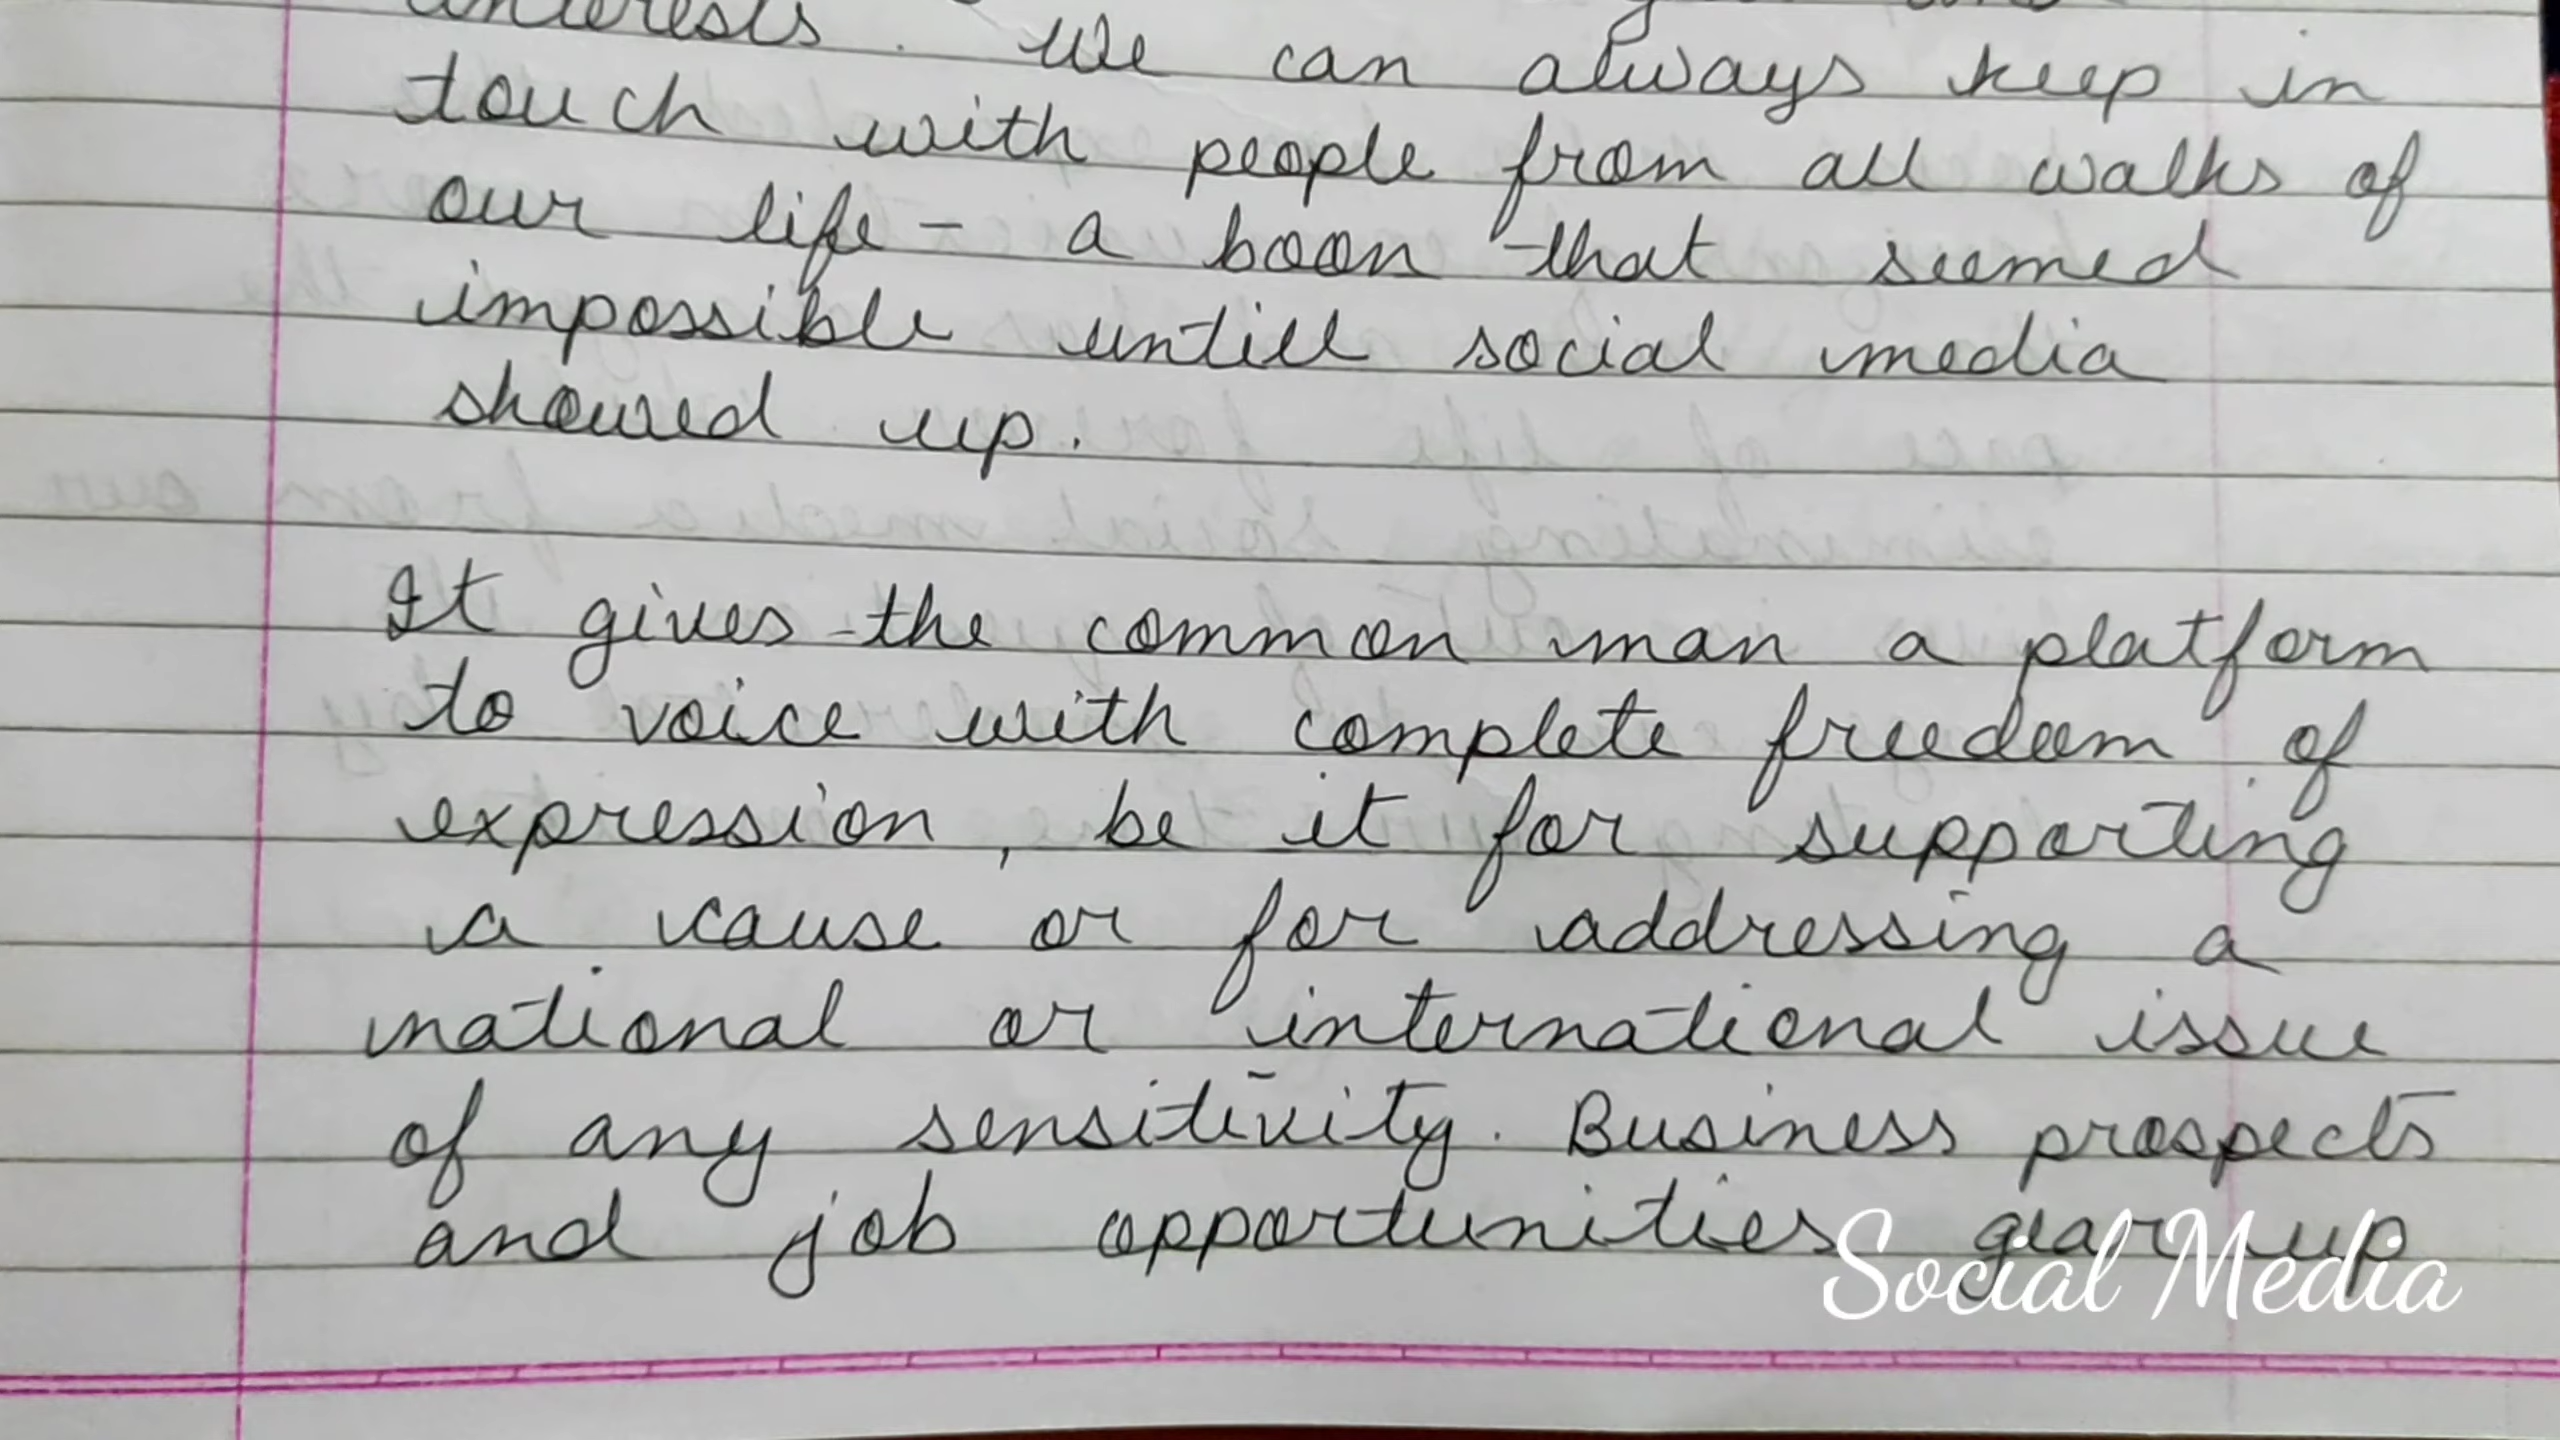 interests. We can always keep in
touch with people from all walks of
our life - a boon that seemed
impossible untill social media
showed up.
It gives the common man a platform
to voice with complete freedom of
expression, be it for supporting
a cause or for addressing a
national or international issue
of any sensitivity. Business prospects
and job opportunities gear up
Social Media